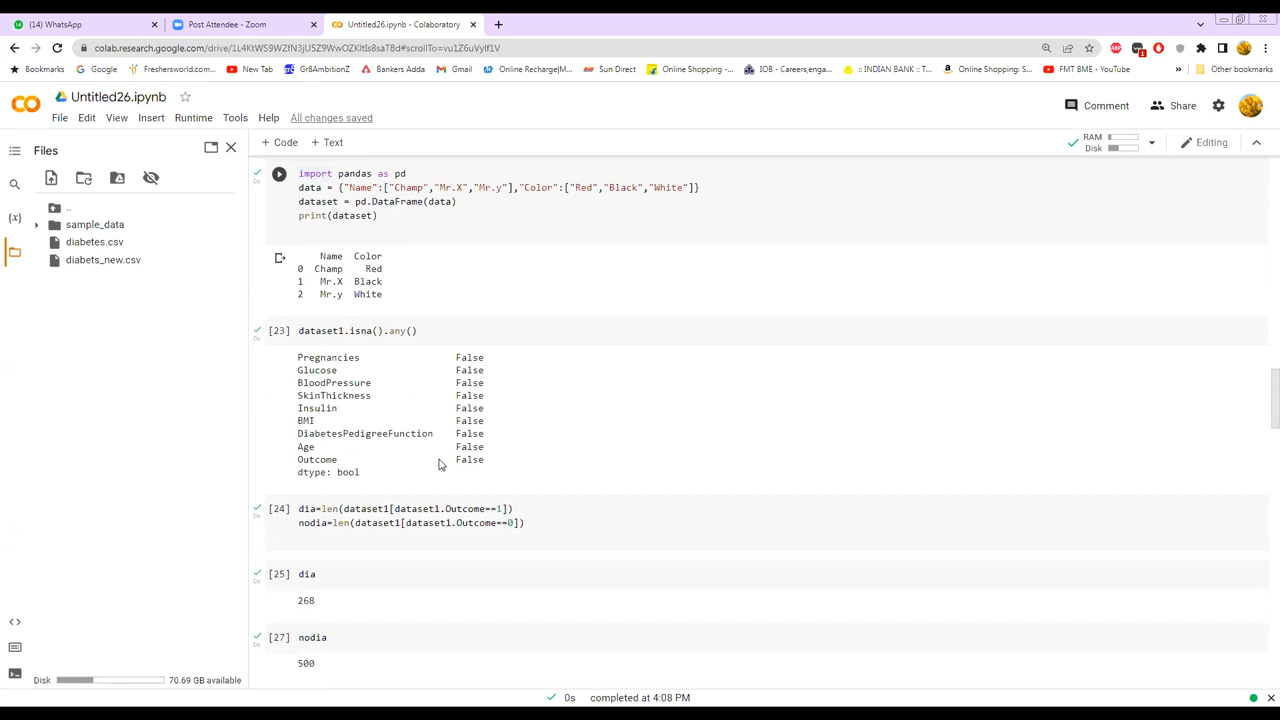 (14) WhatsApp
Post Attendee - Zoom
Untitled26.ipynb - Colaboratory
colab.research.google.com/drive/1L4KtWS9WZfN3jU5Z9WwOZKltIs8saT8d#scrollTo=vu1Z6uVylf1V
Bookmarks
Google
Freshersworld.com...
New Tab
Gr8AmbitionZ
Bankers Adda
Gmail
Online Recharge|M...
Sun Direct
Online Shopping -...
IOB - Careers,enga...
:: INDIAN BANK :: T...
Online Shopping: S...
FMT BME - YouTube
»
Other bookmarks
Untitled26.ipynb
Comment
Share
File Edit View Insert Runtime Tools Help All changes saved
Files
+ Code + Text
RAM
Disk
Editing
..
sample_data
diabetes.csv
diabets_new.csv
import pandas as pd
data = {"Name":["Champ","Mr.X","Mr.y"],"Color":["Red","Black","White"]}
dataset = pd.DataFrame(data)
print(dataset)
Name Color
0 Champ Red
1 Mr.X Black
2 Mr.y White
[23] dataset1.isna().any()
Pregnancies False
Glucose False
BloodPressure False
SkinThickness False
Insulin False
BMI False
DiabetesPedigreeFunction False
Age False
Outcome False
dtype: bool
[24] dia=len(dataset1[dataset1.Outcome==1])
nodia=len(dataset1[dataset1.Outcome==0])
[25] dia
268
[27] nodia
500
Disk 70.69 GB available
0s completed at 4:08 PM